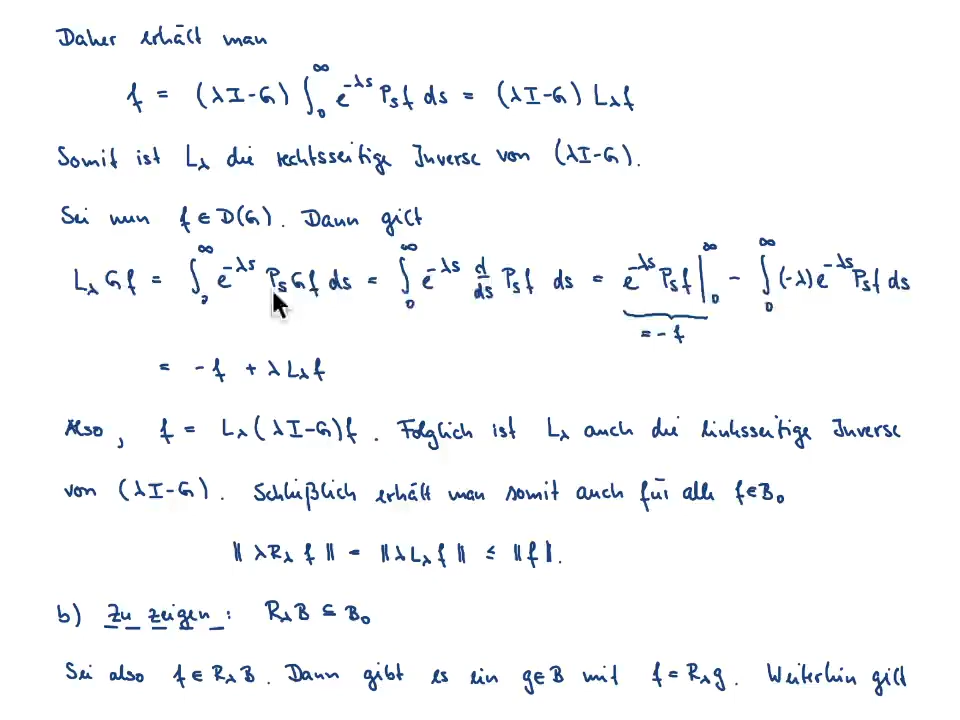 Daher erhält man
f = (λI-G) ∫₀^∞ e^{-λs} P_s f ds = (λI-G) L_λ f
Somit ist L_λ die rechtsseitige Inverse von (λI-G).
Sei nun f ∈ D(G). Dann gilt
L_λ G f = ∫₀^∞ e^{-λs} P_s G f ds = ∫₀^∞ e^{-λs} d/ds P_s f ds = e^{-λs} P_s f |₀^∞ - ∫₀^∞ (-λ) e^{-λs} P_s f ds
= - f
= - f + λ L_λ f
Also, f = L_λ (λI-G) f. Folglich ist L_λ auch die linksseitige Inverse
von (λI-G). Schließlich erhält man somit auch für alle f∈B₀
‖ λR_λ f ‖ = ‖ λL_λ f ‖ ≤ ‖f‖.
b) Zu zeigen: R_λ B ⊆ B₀
Sei also f ∈ R_λ B. Dann gibt es ein g∈B mit f = R_λ g. Weiterhin gilt